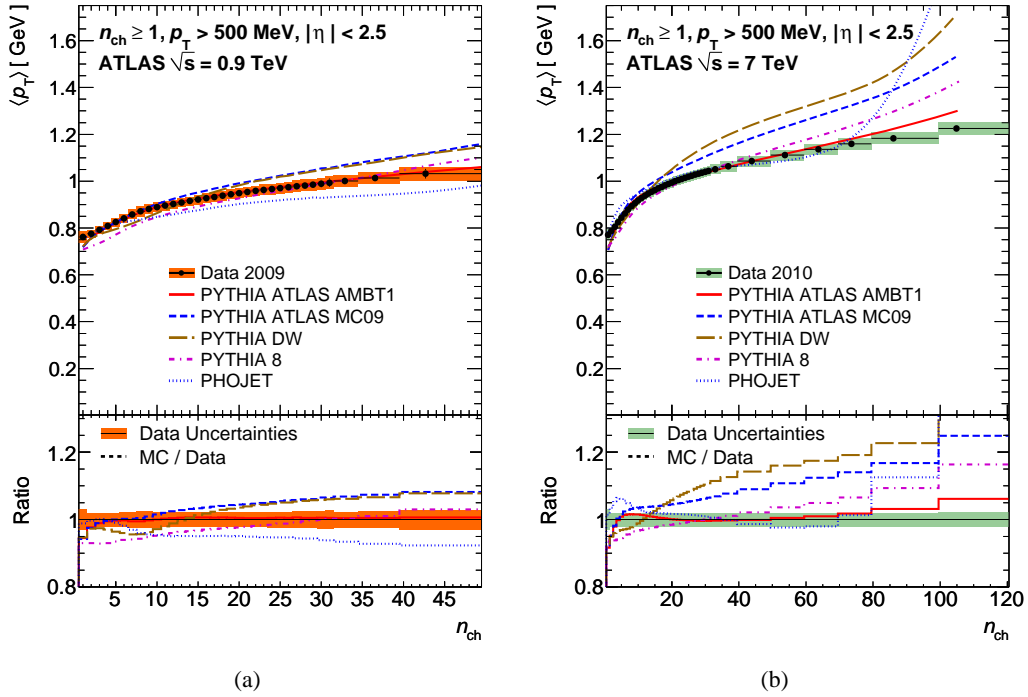 n_ch ≥ 1, p_T > 500 MeV, |η| < 2.5
ATLAS √s = 0.9 TeV
⟨p_T⟩ [ GeV ]
1.6
1.4
1.2
1
0.8
0.6
0.4
0.2
Data 2009
PYTHIA ATLAS AMBT1
PYTHIA ATLAS MC09
PYTHIA DW
PYTHIA 8
PHOJET
Ratio
1.2
1
0.8
Data Uncertainties
MC / Data
5 10 15 20 25 30 35 40 45
n_ch
(a)
n_ch ≥ 1, p_T > 500 MeV, |η| < 2.5
ATLAS √s = 7 TeV
⟨p_T⟩ [ GeV ]
1.6
1.4
1.2
1
0.8
0.6
0.4
0.2
Data 2010
PYTHIA ATLAS AMBT1
PYTHIA ATLAS MC09
PYTHIA DW
PYTHIA 8
PHOJET
Ratio
1.2
1
0.8
Data Uncertainties
MC / Data
20 40 60 80 100 120
n_ch
(b)